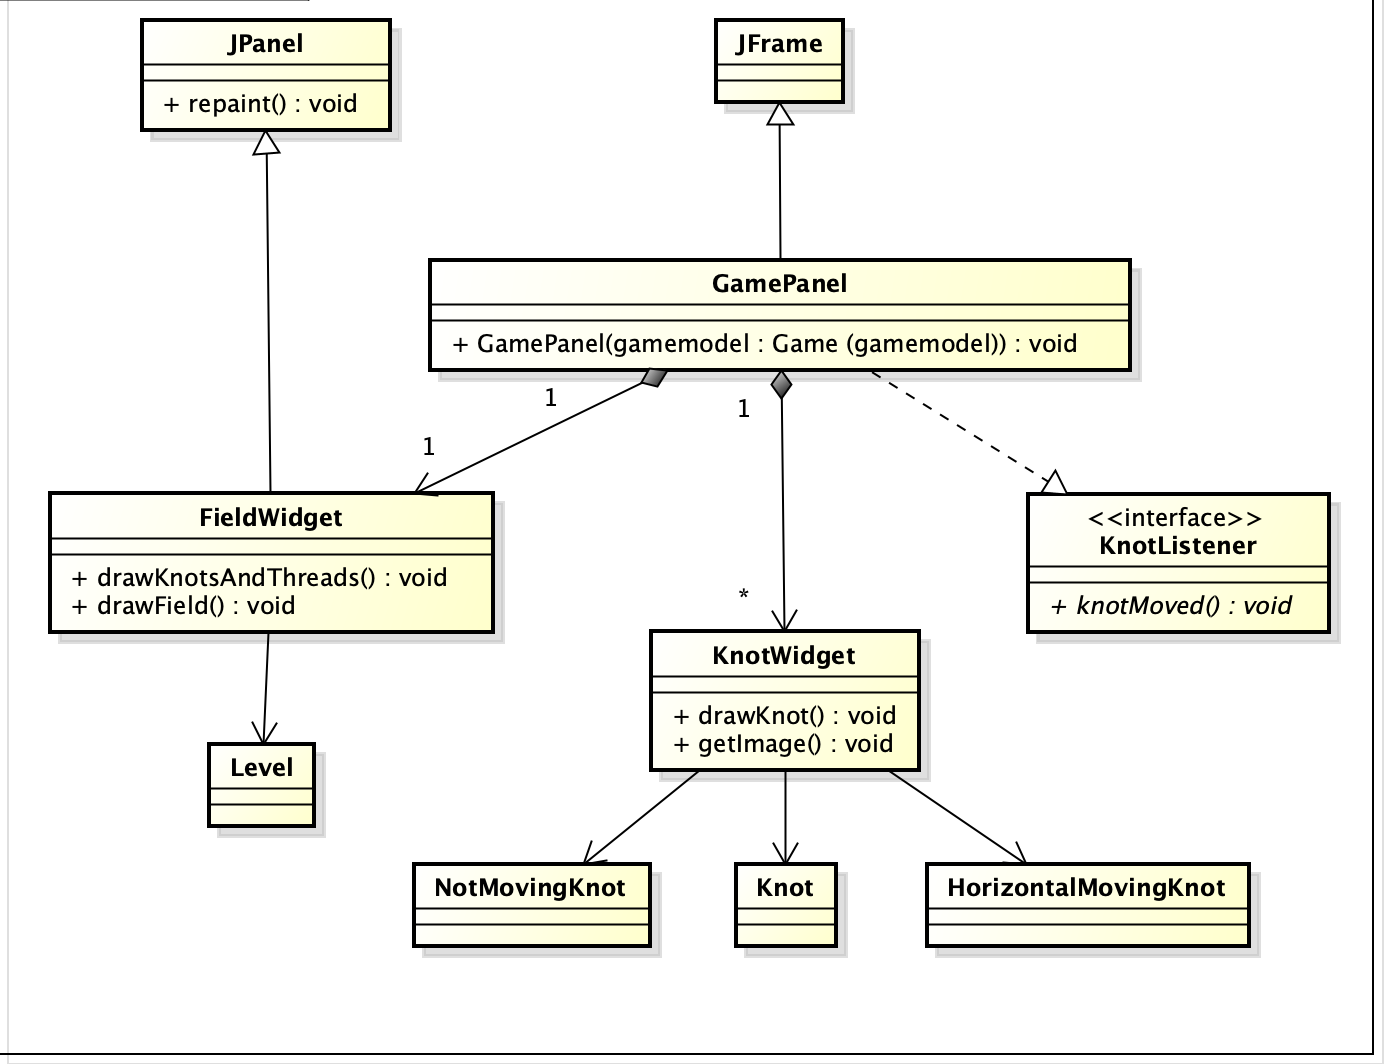 JPanel
+ repaint() : void
JFrame
GamePanel
+ GamePanel(gamemodel : Game (gamemodel)) : void
1
1
1
*
FieldWidget
+ drawKnotsAndThreads() : void
+ drawField() : void
<<interface>>
KnotListener
+ knotMoved() : void
KnotWidget
+ drawKnot() : void
+ getImage() : void
Level
NotMovingKnot
Knot
HorizontalMovingKnot